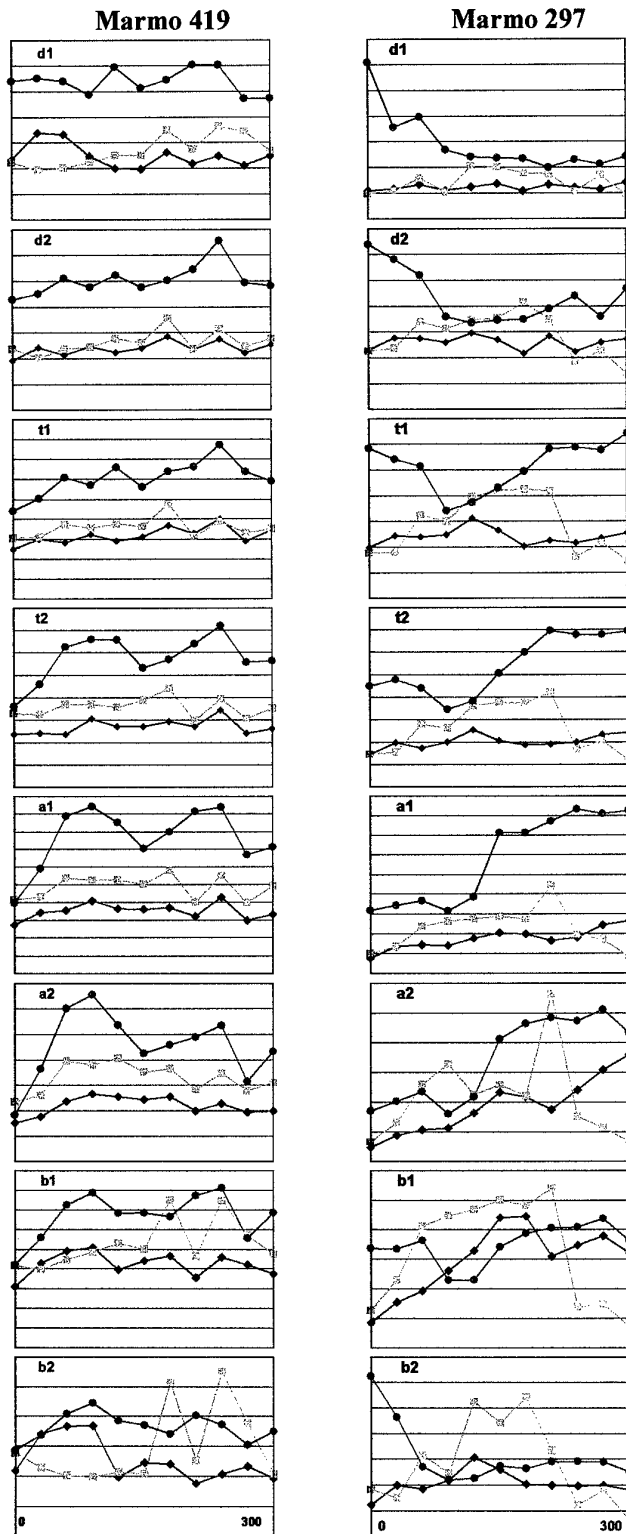 Marmo 419 Marmo 297
d1 d1
d2 d2
t1 t1
t2 t2
a1 a1
a2 a2
b1 b1
b2 b2
0 300 0 300